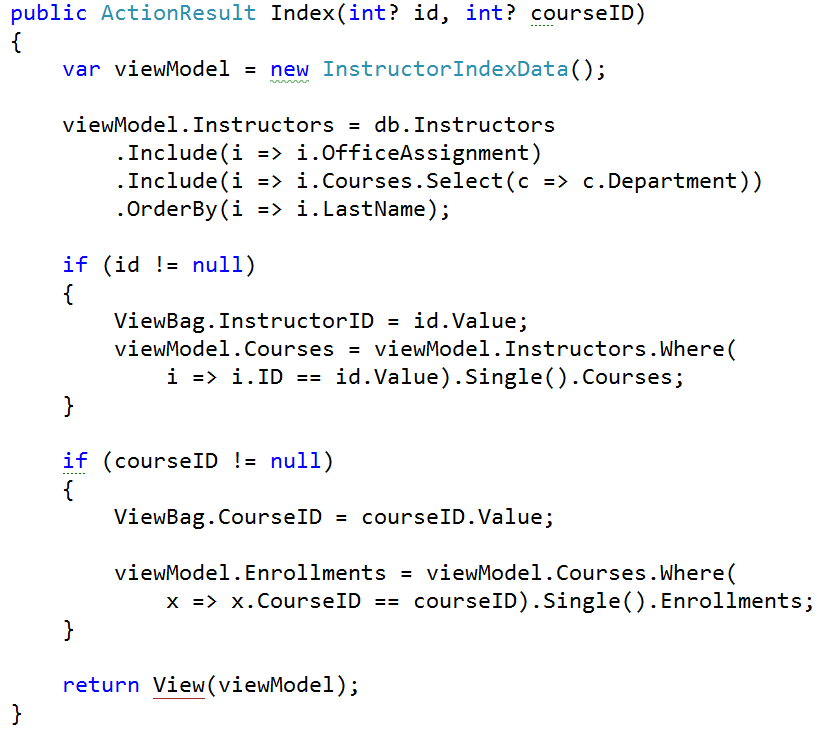 public ActionResult Index(int? id, int? courseID)
{
    var viewModel = new InstructorIndexData();

    viewModel.Instructors = db.Instructors
        .Include(i => i.OfficeAssignment)
        .Include(i => i.Courses.Select(c => c.Department))
        .OrderBy(i => i.LastName);

    if (id != null)
    {
        ViewBag.InstructorID = id.Value;
        viewModel.Courses = viewModel.Instructors.Where(
            i => i.ID == id.Value).Single().Courses;
    }

    if (courseID != null)
    {
        ViewBag.CourseID = courseID.Value;

        viewModel.Enrollments = viewModel.Courses.Where(
            x => x.CourseID == courseID).Single().Enrollments;
    }

    return View(viewModel);
}